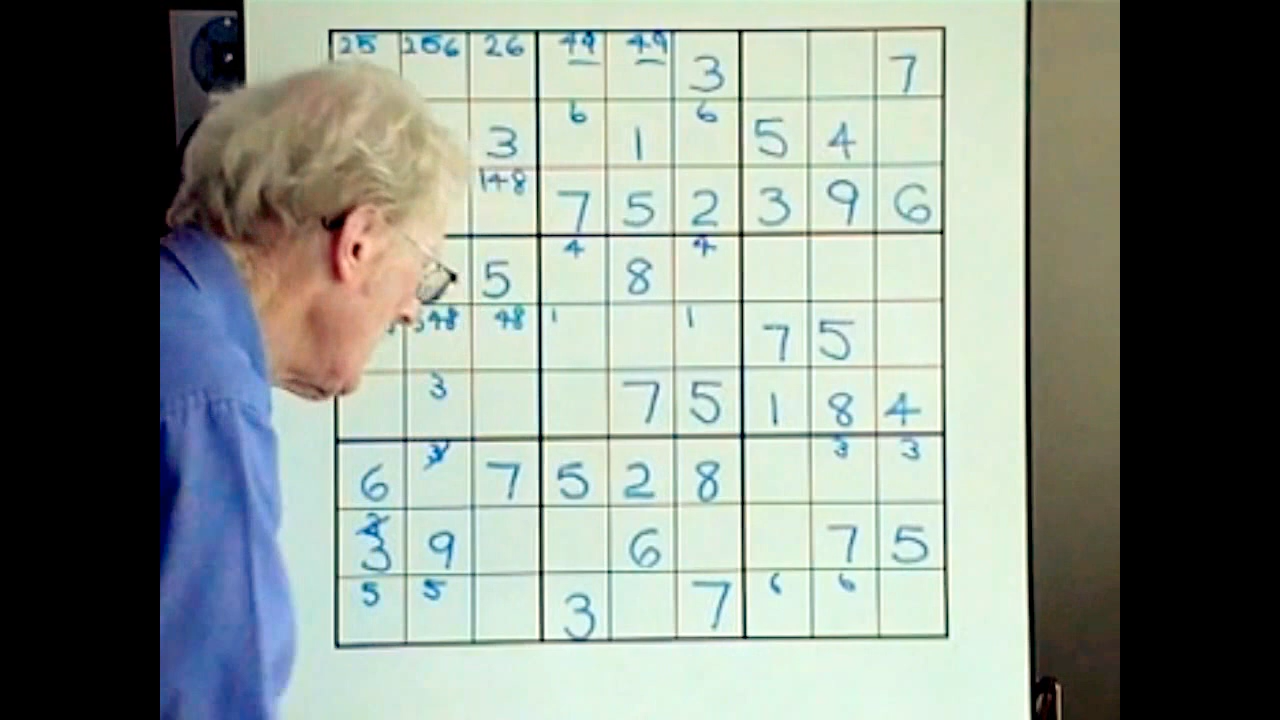 25 256 26 49 49 3 7
3 6 1 6 5 4
148 7 5 2 3 9 6
5 4 8 4
348 48 1 1 7 5
3 7 5 1 8 4
6 3 7 5 2 8 3 3
2 3 9 6 7 5
5 5 3 7 6 6